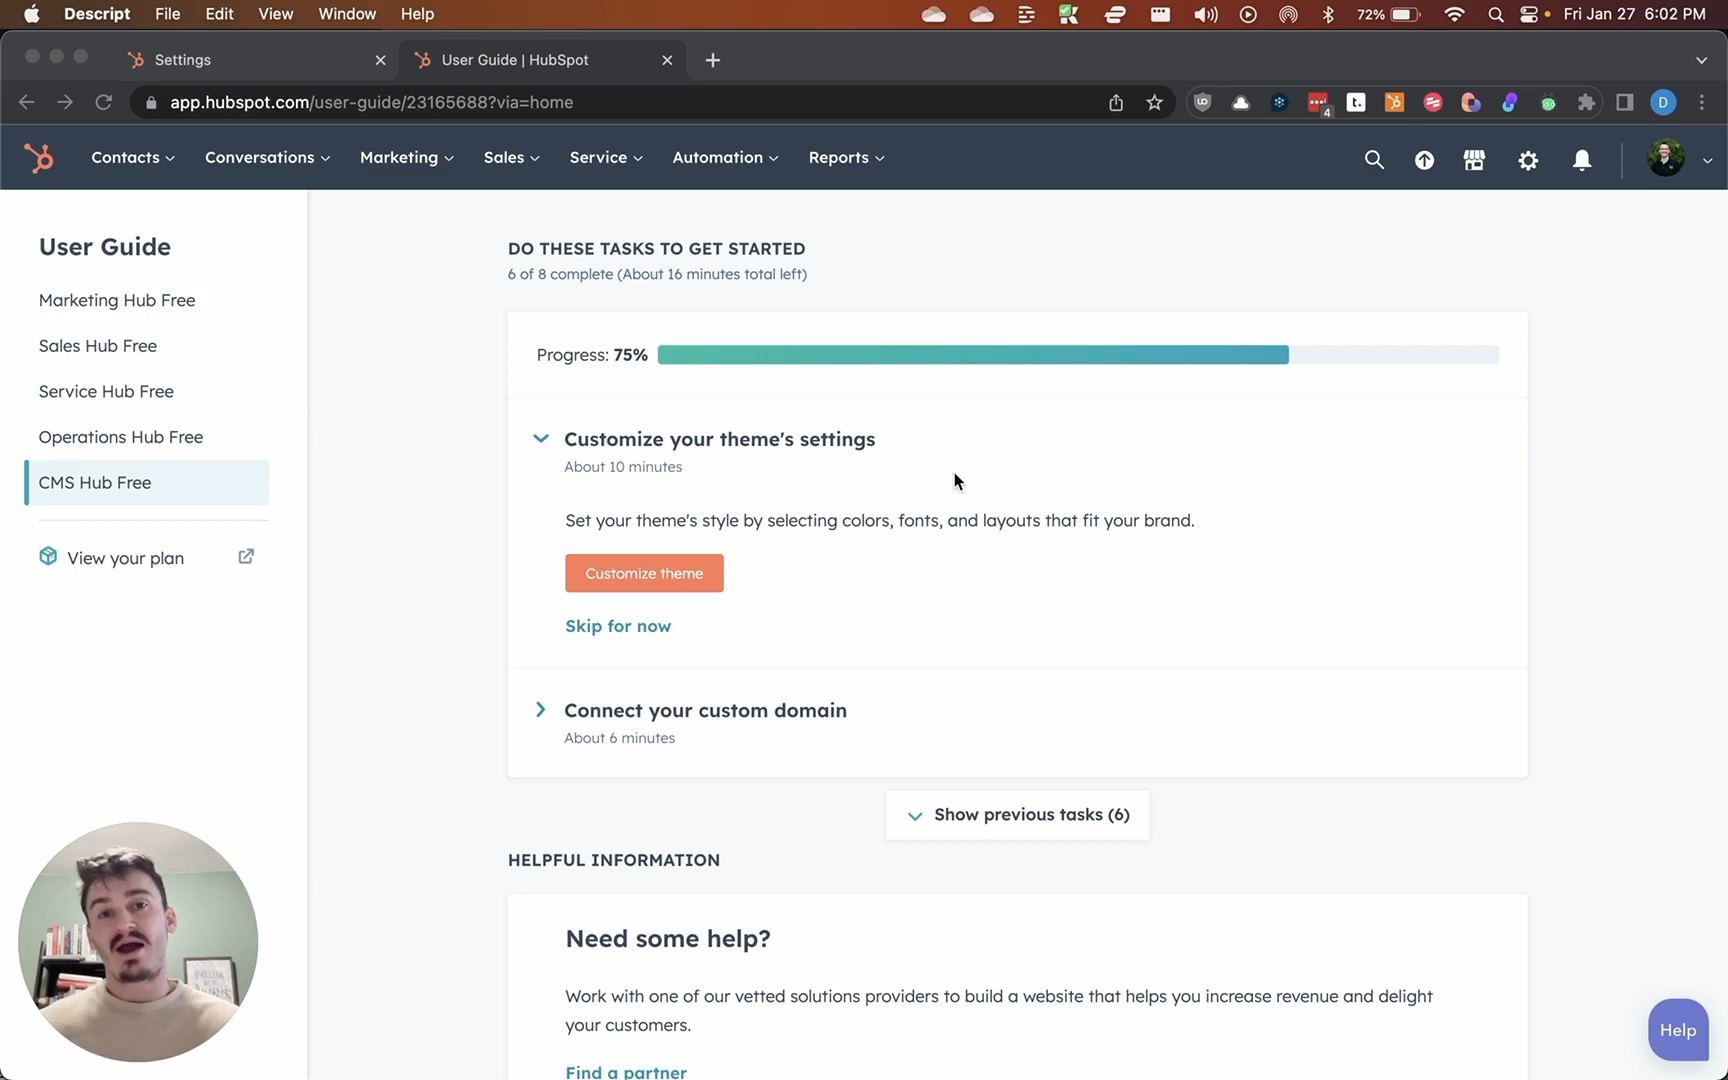 Descript File Edit View Window Help
72% Fri Jan 27 6:02 PM
Settings
User Guide | HubSpot
app.hubspot.com/user-guide/23165688?via=home
4
t.
D
Contacts Conversations Marketing Sales Service Automation Reports
User Guide
Marketing Hub Free
Sales Hub Free
Service Hub Free
Operations Hub Free
CMS Hub Free
View your plan
DO THESE TASKS TO GET STARTED
6 of 8 complete (About 16 minutes total left)
Progress: 75%
Customize your theme's settings
About 10 minutes
Set your theme's style by selecting colors, fonts, and layouts that fit your brand.
Customize theme
Skip for now
Connect your custom domain
About 6 minutes
Show previous tasks (6)
HELPFUL INFORMATION
Need some help?
Work with one of our vetted solutions providers to build a website that helps you increase revenue and delight
your customers.
Find a partner
Help